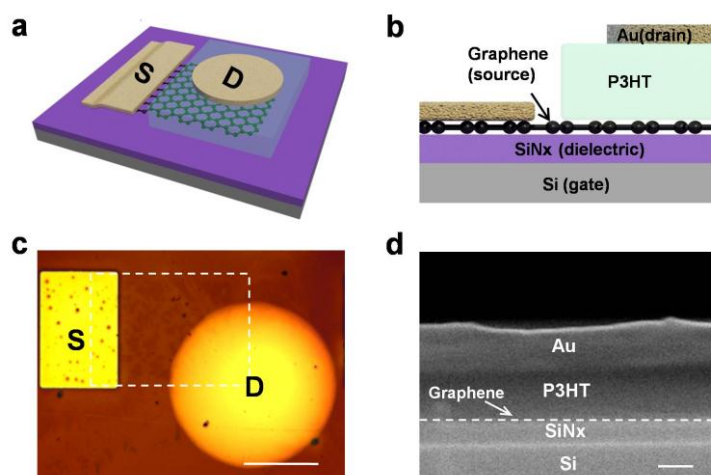 a
S
D
b
Au(drain)
Graphene
(source)
P3HT
SiNx (dielectric)
Si (gate)
c
S
D
d
Au
P3HT
Graphene
SiNx
Si